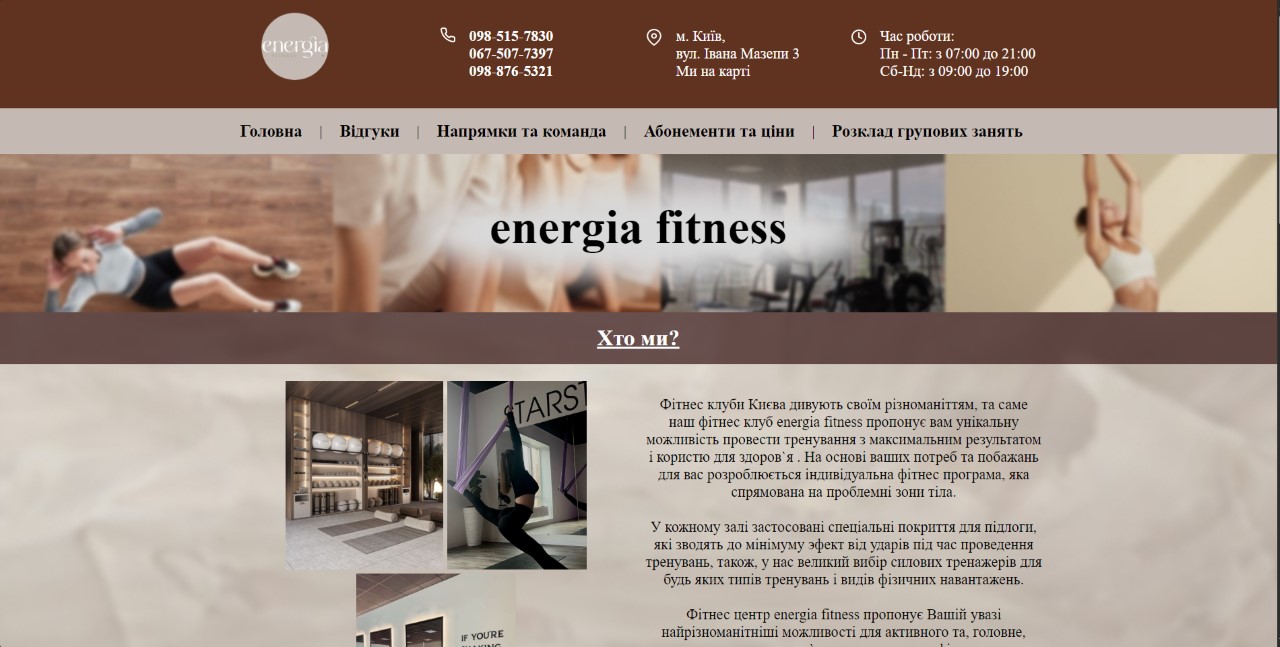 energia
098-515-7830
067-507-7397
098-876-5321
м. Київ,
вул. Івана Мазепи 3
Ми на карті
Час роботи:
Пн - Пт: з 07:00 до 21:00
Сб-Нд: з 09:00 до 19:00
Головна | Відгуки | Напрямки та команда | Абонементи та ціни | Розклад групових занять
energia fitness
Хто ми?
STARST
Фітнес клуби Києва дивують своїм різноманіттям, та саме
наш фітнес клуб energia fitness пропонує вам унікальну
можливість провести тренування з максимальним результатом
і користю для здоров`я . На основі ваших потреб та побажань
для вас розроблюється індивідуальна фітнес програма, яка
спрямована на проблемні зони тіла.
У кожному залі застосовані спеціальні покриття для підлоги,
які зводять до мінімуму эфект від ударів під час проведення
тренувань, також, у нас великий вибір силових тренажерів для
будь яких типів тренувань і видів фізичних навантажень.
Фітнес центр energia fitness пропонує Вашій увазі
найрізноманітніші можливості для активного та, головне,
IF YOU'RE